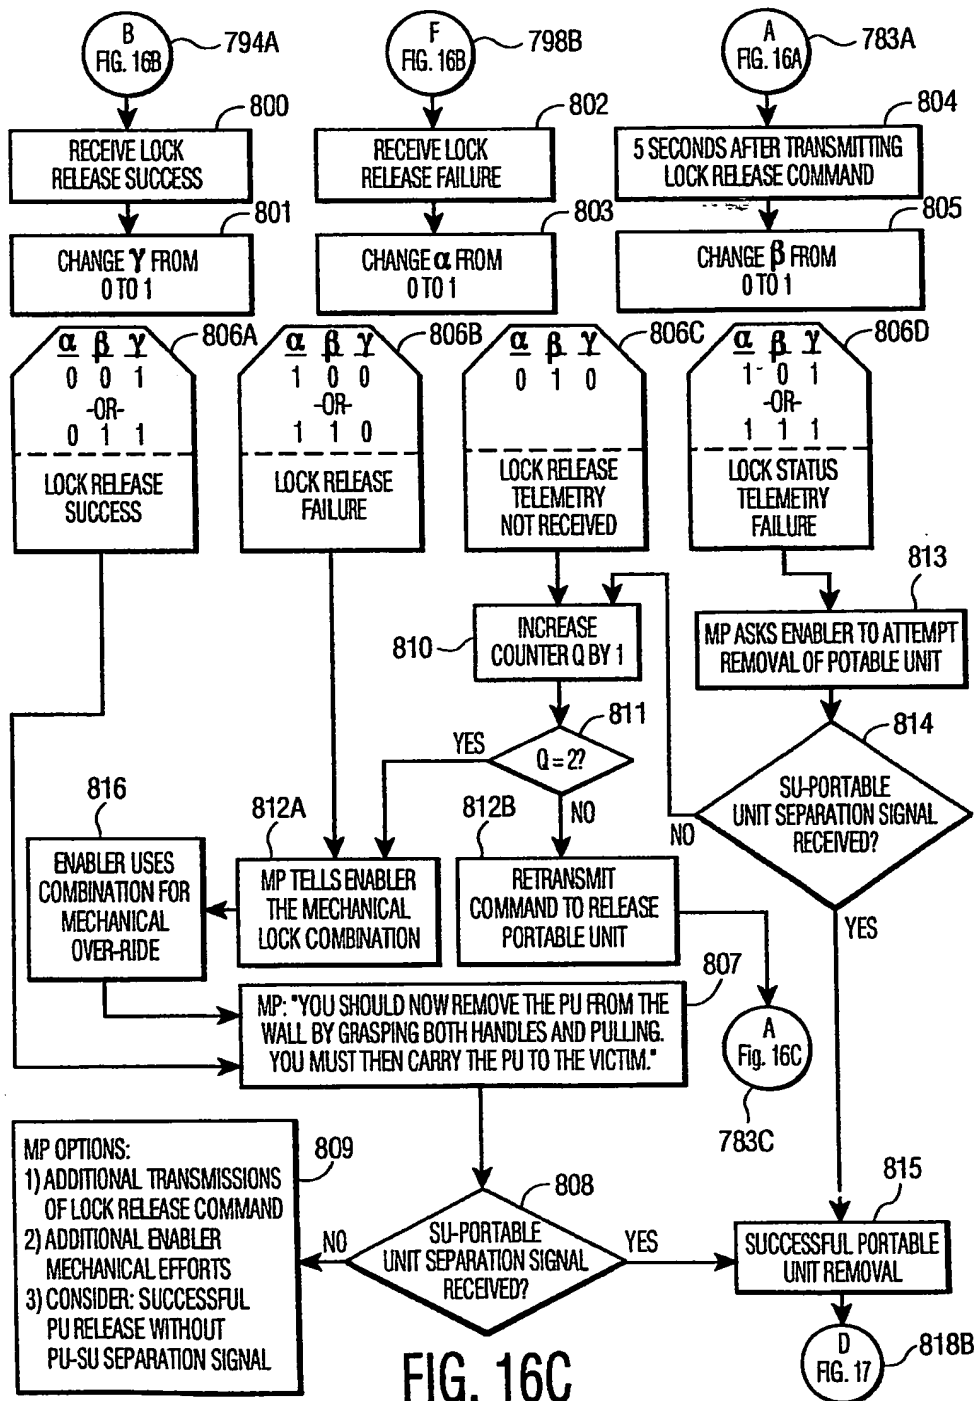 B
FIG. 16B
794A
F
FIG. 16B
798B
A
FIG. 16A
783A
800
RECEIVE LOCK
RELEASE SUCCESS
802
RECEIVE LOCK
RELEASE FAILURE
804
5 SECONDS AFTER TRANSMITTING
LOCK RELEASE COMMAND
801
CHANGE γ FROM
0 TO 1
803
CHANGE α FROM
0 TO 1
805
CHANGE β FROM
0 TO 1
806A
α β γ
0 0 1
-OR-
0 1 1
LOCK RELEASE
SUCCESS
806B
α β γ
1 0 0
-OR-
1 1 0
LOCK RELEASE
FAILURE
806C
α β γ
0 1 0
LOCK RELEASE
TELEMETRY
NOT RECEIVED
806D
α β γ
1 0 1
-OR-
1 1 1
LOCK STATUS
TELEMETRY
FAILURE
813
MP ASKS ENABLER TO ATTEMPT
REMOVAL OF POTABLE UNIT
810
INCREASE
COUNTER Q BY 1
811
Q = 2?
YES
NO
814
SU-PORTABLE
UNIT SEPARATION SIGNAL
RECEIVED?
NO
YES
816
ENABLER USES
COMBINATION FOR
MECHANICAL
OVER-RIDE
812A
MP TELLS ENABLER
THE MECHANICAL
LOCK COMBINATION
812B
RETRANSMIT
COMMAND TO RELEASE
PORTABLE UNIT
807
MP: "YOU SHOULD NOW REMOVE THE PU FROM THE
WALL BY GRASPING BOTH HANDLES AND PULLING.
YOU MUST THEN CARRY THE PU TO THE VICTIM."
A
Fig. 16C
783C
809
MP OPTIONS:
1) ADDITIONAL TRANSMISSIONS
OF LOCK RELEASE COMMAND
2) ADDITIONAL ENABLER
MECHANICAL EFFORTS
3) CONSIDER: SUCCESSFUL
PU RELEASE WITHOUT
PU-SU SEPARATION SIGNAL
808
SU-PORTABLE
UNIT SEPARATION SIGNAL
RECEIVED?
NO
YES
815
SUCCESSFUL PORTABLE
UNIT REMOVAL
D
FIG. 17
818B
FIG. 16C